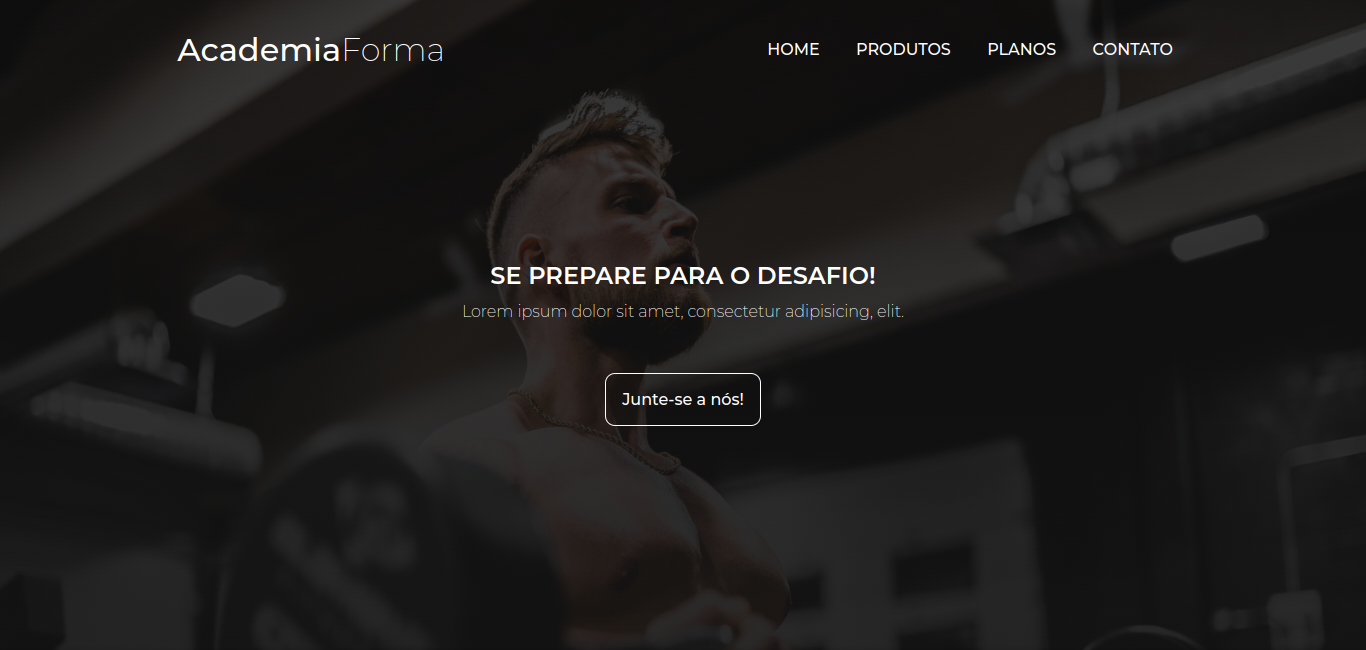 AcademiaForma
HOME PRODUTOS PLANOS CONTATO
SE PREPARE PARA O DESAFIO!
Lorem ipsum dolor sit amet, consectetur adipisicing, elit.
Junte-se a nós!